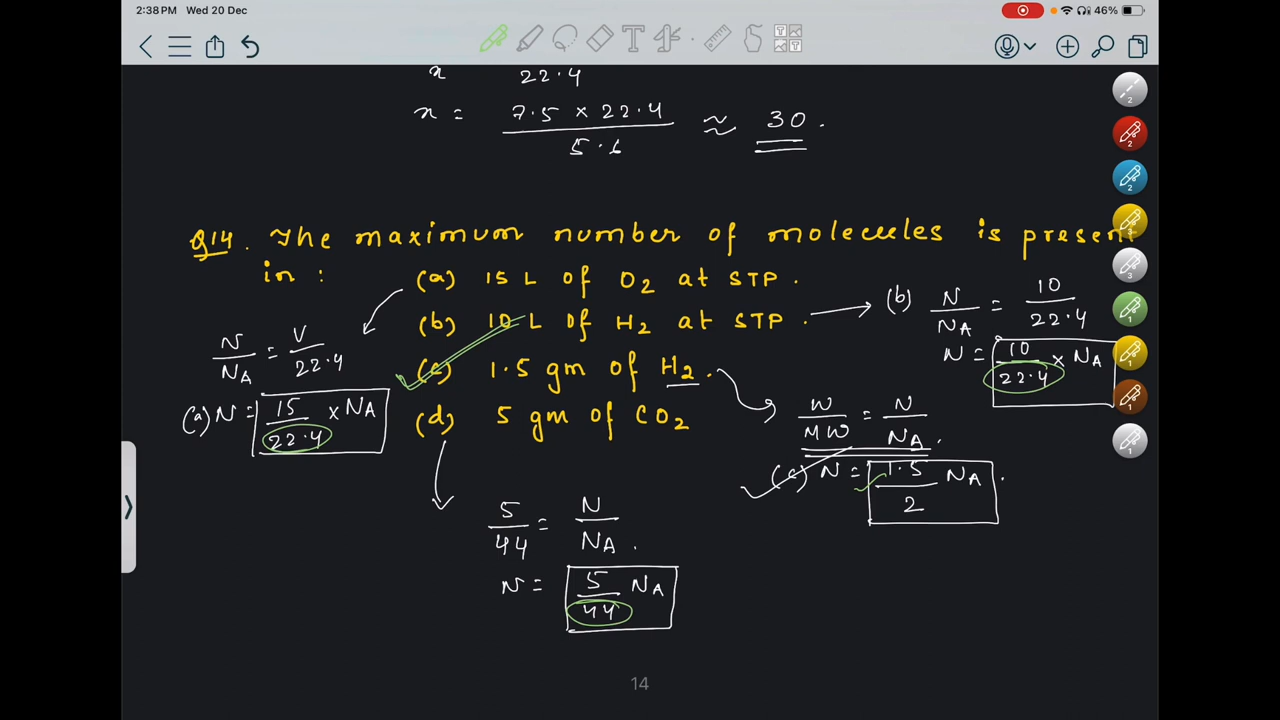 2:38 PM Wed 20 Dec
46%
x 22.4
x = 7.5 × 22.4 / 5.6 ≈ 30.
Q14. The maximum number of molecules is present
in : (a) 15 L of O2 at STP.
(b) 10 L of H2 at STP.
(c) 1.5 gm of H2.
(d) 5 gm of CO2
N/NA = V/22.4
(a) N = 15/22.4 × NA
(b) N/NA = 10/22.4
N = 10/22.4 × NA
W/MW = N/NA.
(c) N = 1.5/2 NA.
5/44 = N/NA.
N = 5/44 NA
14